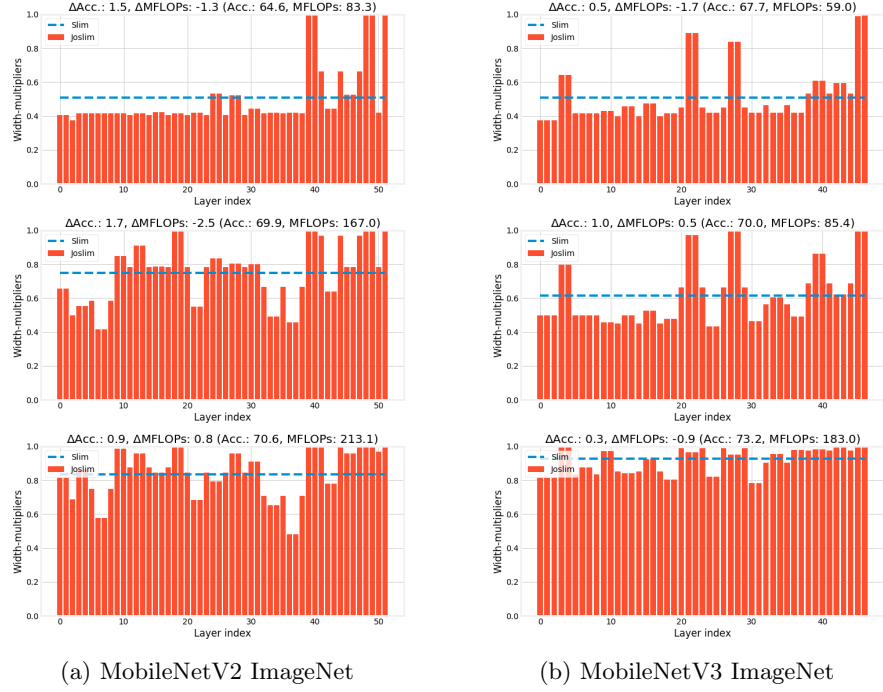 ΔAcc.: 1.5, ΔMFLOPs: -1.3 (Acc.: 64.6, MFLOPs: 83.3)
1.0
0.8
0.6
0.4
0.2
0.0
Width-multipliers
Slim
Joslim
0 10 20 30 40 50
Layer index
ΔAcc.: 0.5, ΔMFLOPs: -1.7 (Acc.: 67.7, MFLOPs: 59.0)
1.0
0.8
0.6
0.4
0.2
0.0
Width-multipliers
Slim
Joslim
0 10 20 30 40
Layer index
ΔAcc.: 1.7, ΔMFLOPs: -2.5 (Acc.: 69.9, MFLOPs: 167.0)
1.0
0.8
0.6
0.4
0.2
0.0
Width-multipliers
Slim
Joslim
0 10 20 30 40 50
Layer index
ΔAcc.: 1.0, ΔMFLOPs: 0.5 (Acc.: 70.0, MFLOPs: 85.4)
1.0
0.8
0.6
0.4
0.2
0.0
Width-multipliers
Slim
Joslim
0 10 20 30 40
Layer index
ΔAcc.: 0.9, ΔMFLOPs: 0.8 (Acc.: 70.6, MFLOPs: 213.1)
1.0
0.8
0.6
0.4
0.2
0.0
Width-multipliers
Slim
Joslim
0 10 20 30 40 50
Layer index
ΔAcc.: 0.3, ΔMFLOPs: -0.9 (Acc.: 73.2, MFLOPs: 183.0)
1.0
0.8
0.6
0.4
0.2
0.0
Width-multipliers
Slim
Joslim
0 10 20 30 40
Layer index
(a) MobileNetV2 ImageNet
(b) MobileNetV3 ImageNet